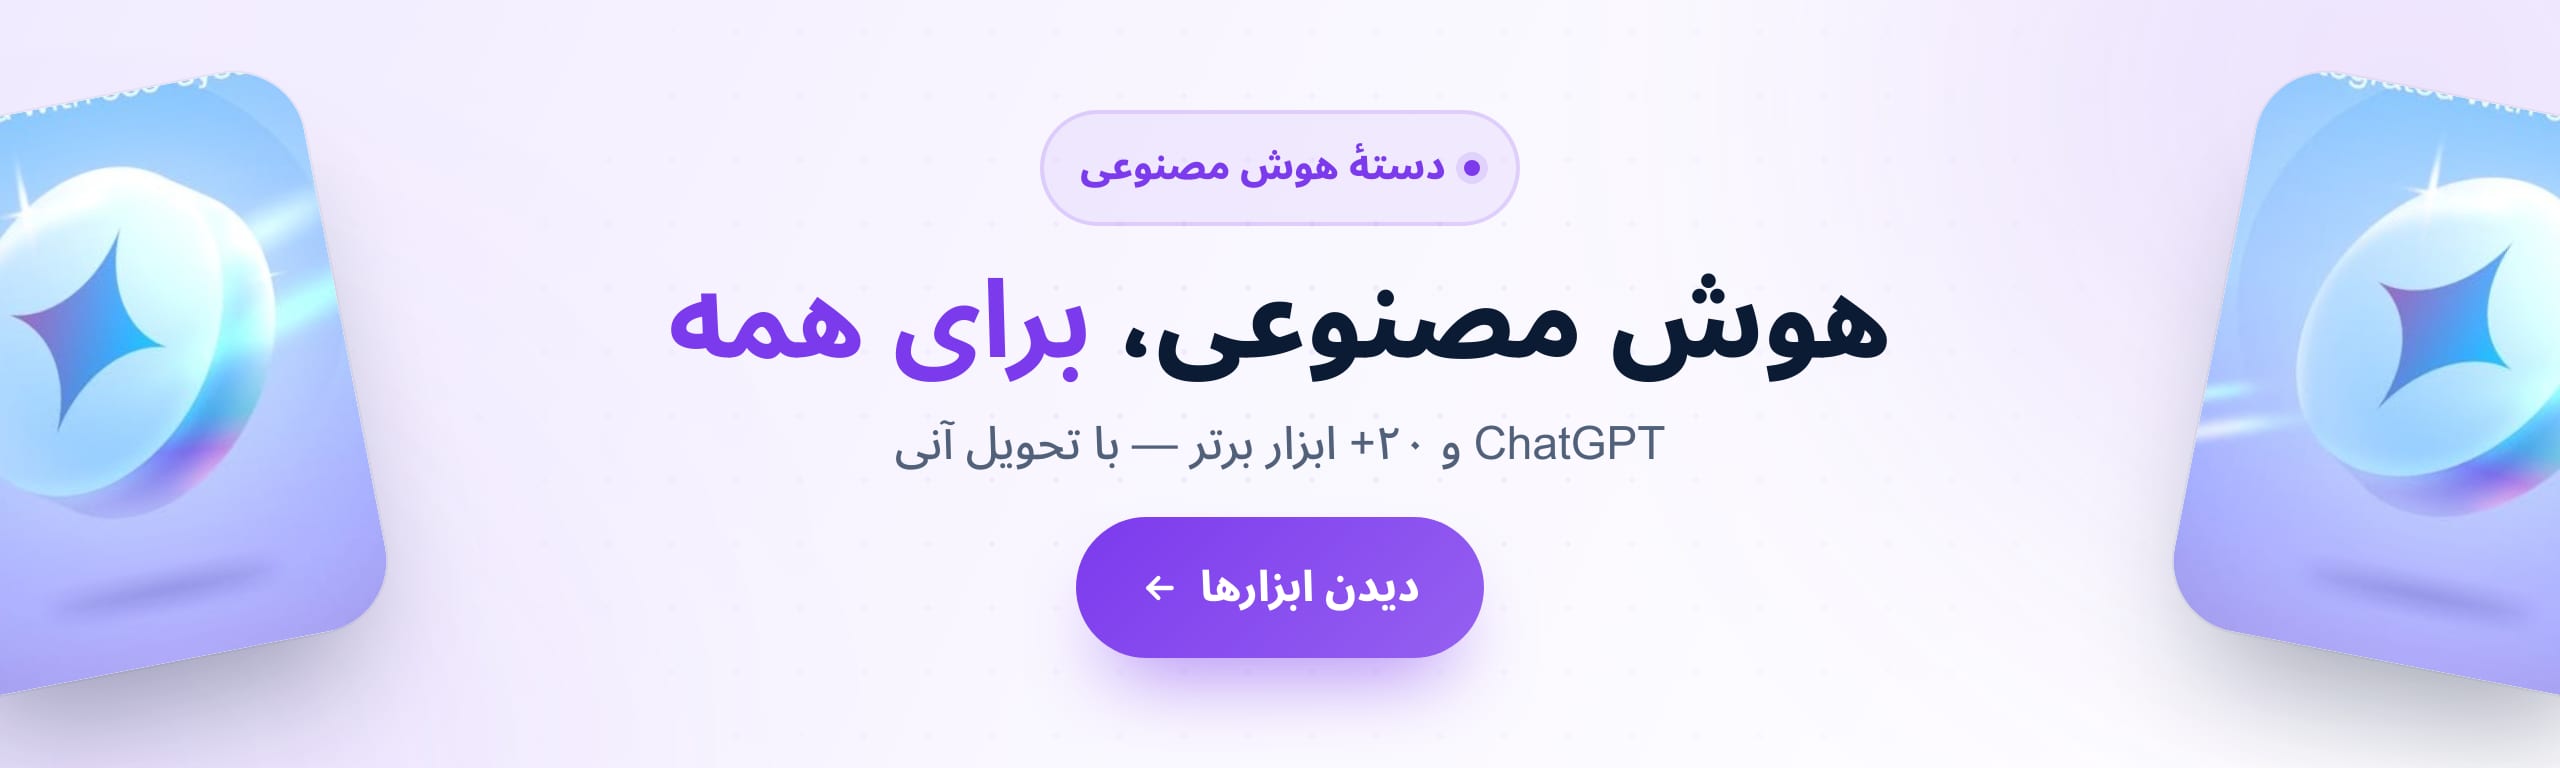 دستهٔ هوش مصنوعی
هوش مصنوعی، برای همه
ChatGPT و ۲۰+ ابزار برتر — با تحویل آنی
دیدن ابزارها ←